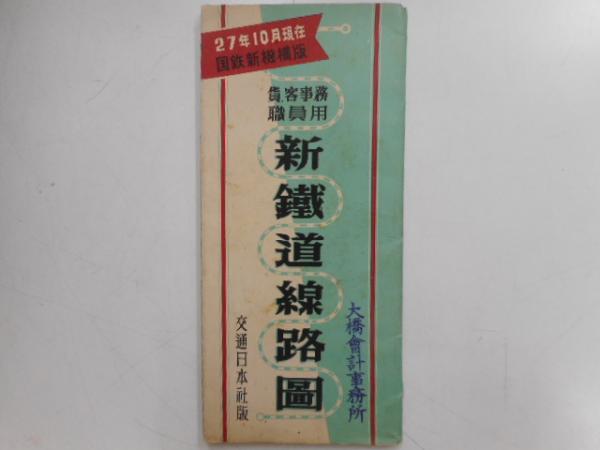 27年10月現在
国鉄新機構版
貨、客事務
職員用
新鐵道線路圖
交通日本社版
大橋會計事務所